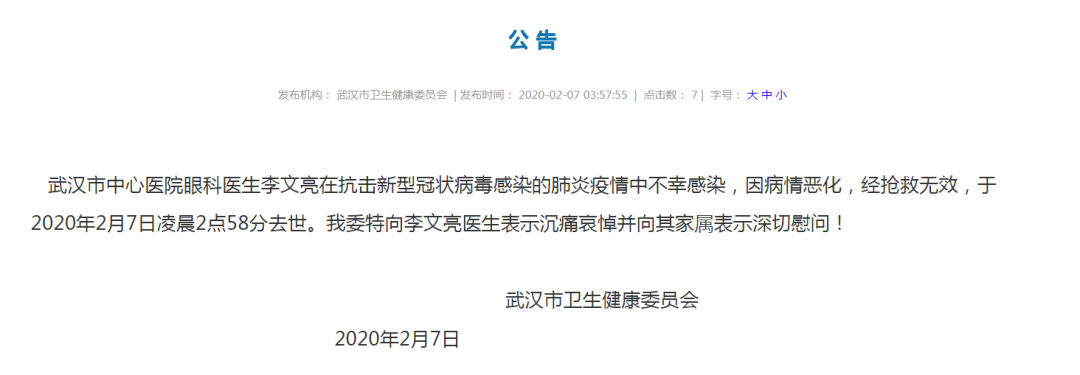 公 告
发布机构： 武汉市卫生健康委员会 | 发布时间： 2020-02-07 03:57:55 | 点击数： 7 | 字号： 大 中 小
武汉市中心医院眼科医生李文亮在抗击新型冠状病毒感染的肺炎疫情中不幸感染，因病情恶化，经抢救无效，于
2020年2月7日凌晨2点58分去世。我委特向李文亮医生表示沉痛哀悼并向其家属表示深切慰问！
武汉市卫生健康委员会
2020年2月7日